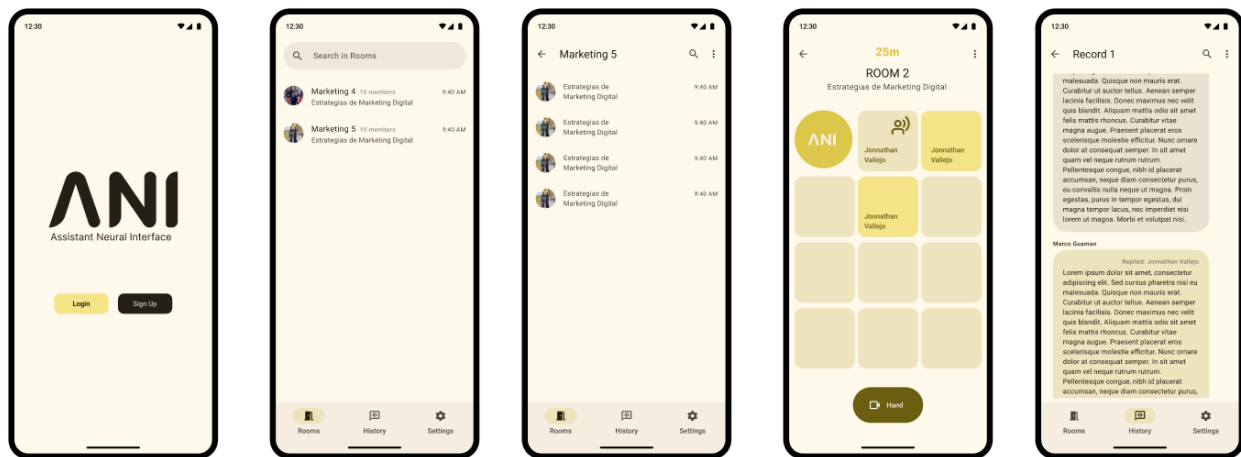 12:30
ANI
Assistant Neural Interface
Login
Sign Up
12:30
Search in Rooms
Marketing 4 10 members 9:40 AM
Estrategias de Marketing Digital
Marketing 5 10 members 9:40 AM
Estrategias de Marketing Digital
Rooms
History
Settings
12:30
Marketing 5
Estrategias de 9:40 AM
Marketing Digital
Estrategias de 9:40 AM
Marketing Digital
Estrategias de 9:40 AM
Marketing Digital
Estrategias de 9:40 AM
Marketing Digital
Rooms
History
Settings
12:30
25m
ROOM 2
Estrategias de Marketing Digital
ANI
Jonnathan
Vallejo
Jonnathan
Vallejo
Jonnathan
Vallejo
Hand
12:30
Record 1
malesuada. Quisque non mauris erat.
Curabitur ut auctor tellus. Aenean semper
lacinia facilisis. Donec maximus nec velit
quis blandit. Aliquam mattis odio sit amet
felis mattis rhoncus. Curabitur vitae
magna augue. Praesent placerat eros
scelerisque molestie efficitur. Nunc ornare
dolor at consequat semper. In sit amet
quam vel neque rutrum rutrum.
Pellentesque congue, nibh id placerat
accumsan, neque diam consectetur purus,
eu convallis nulla neque ut magna. Proin
egestas, purus in tempor egestas, dui
magna tempor lacus, nec imperdiet nisi
lorem ut magna. Morbi et volutpat nisi.
Marco Guaman
Replied: Jonnathan Vallejo
Lorem ipsum dolor sit amet, consectetur
adipiscing elit. Sed cursus pharetra nisi eu
malesuada. Quisque non mauris erat.
Curabitur ut auctor tellus. Aenean semper
lacinia facilisis. Donec maximus nec velit
quis blandit. Aliquam mattis odio sit amet
felis mattis rhoncus. Curabitur vitae
magna augue. Praesent placerat eros
scelerisque molestie efficitur. Nunc ornare
dolor at consequat semper. In sit amet
quam vel neque rutrum rutrum.
Pellentesque congue, nibh id placerat
accumsan, neque diam consectetur purus,
Rooms
History
Settings